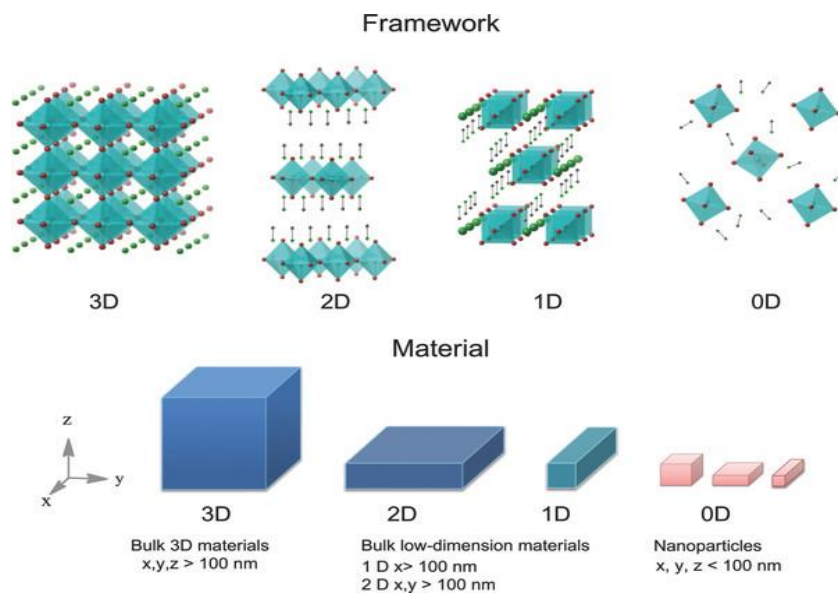 Framework
3D
2D
1D
0D
Material
z
y
x
3D
2D
1D
0D
Bulk 3D materials
x,y,z > 100 nm
Bulk low-dimension materials
1 D x> 100 nm
2 D x,y > 100 nm
Nanoparticles
x, y, z < 100 nm